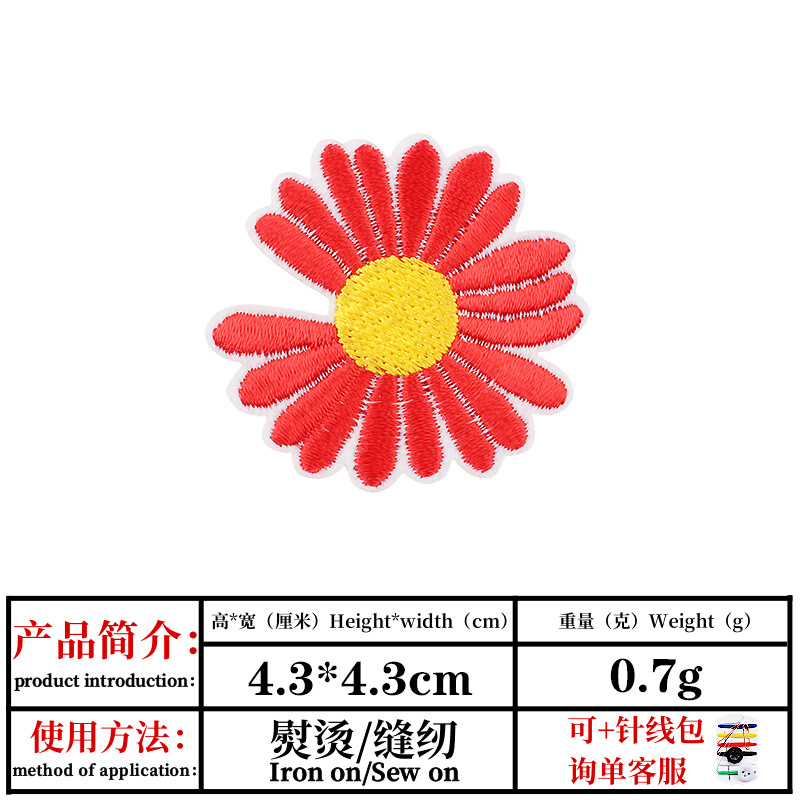 产品简介：
product introduction:
高*宽（厘米）Height*width（cm）
重量（克）Weight（g）
4.3*4.3cm
0.7g
使用方法：
method of application:
熨烫/缝纫
Iron on/Sew on
可+针线包
询单客服